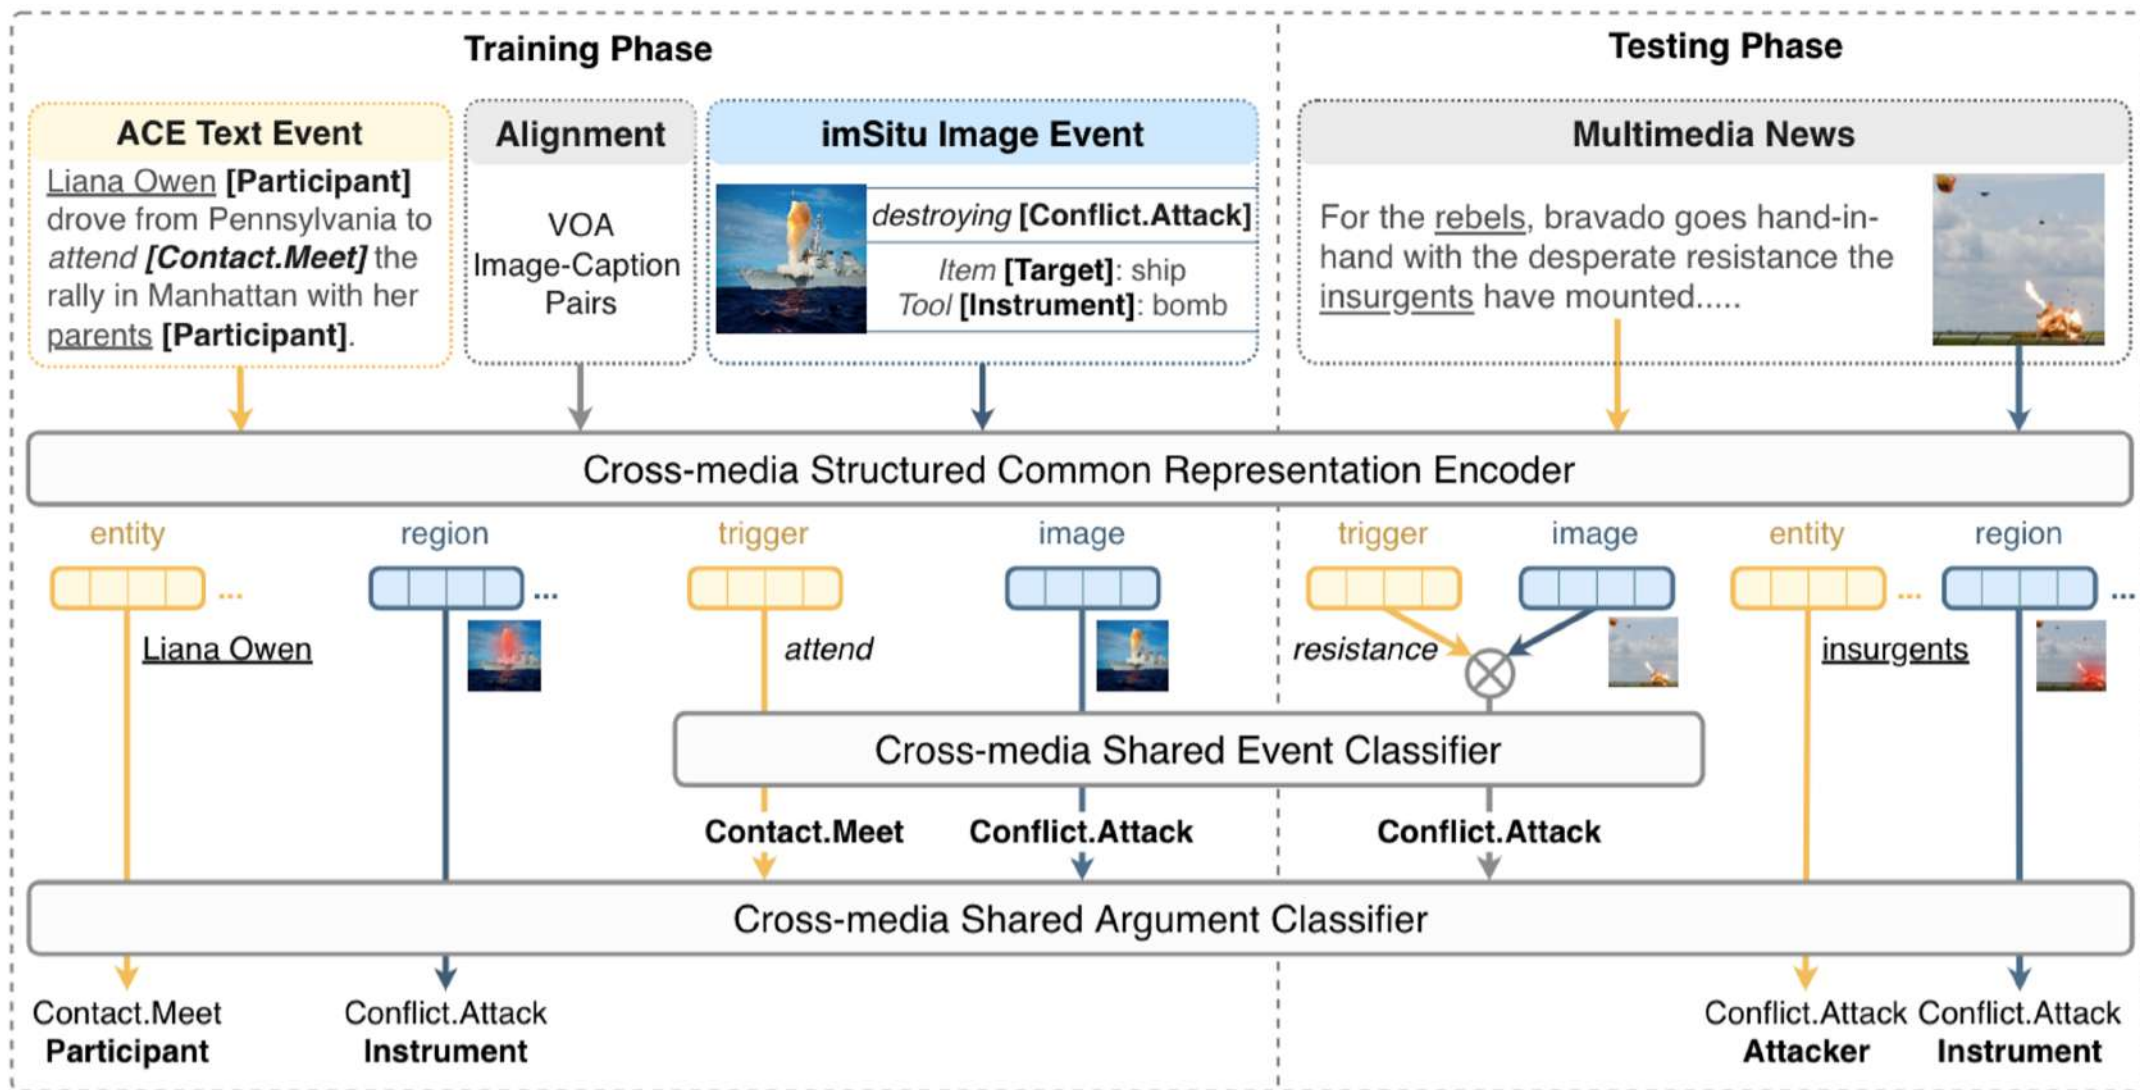 Training Phase
Testing Phase
ACE Text Event
Liana Owen [Participant]
drove from Pennsylvania to
attend [Contact.Meet] the
rally in Manhattan with her
parents [Participant].
Alignment
VOA
Image-Caption
Pairs
imSitu Image Event
destroying [Conflict.Attack]
Item [Target]: ship
Tool [Instrument]: bomb
Multimedia News
For the rebels, bravado goes hand-in-
hand with the desperate resistance the
insurgents have mounted.....
Cross-media Structured Common Representation Encoder
entity
region
trigger
image
trigger
image
entity
region
...
...
...
...
Liana Owen
attend
resistance
insurgents
Cross-media Shared Event Classifier
Contact.Meet
Conflict.Attack
Conflict.Attack
Cross-media Shared Argument Classifier
Contact.Meet
Participant
Conflict.Attack
Instrument
Conflict.Attack
Attacker
Conflict.Attack
Instrument